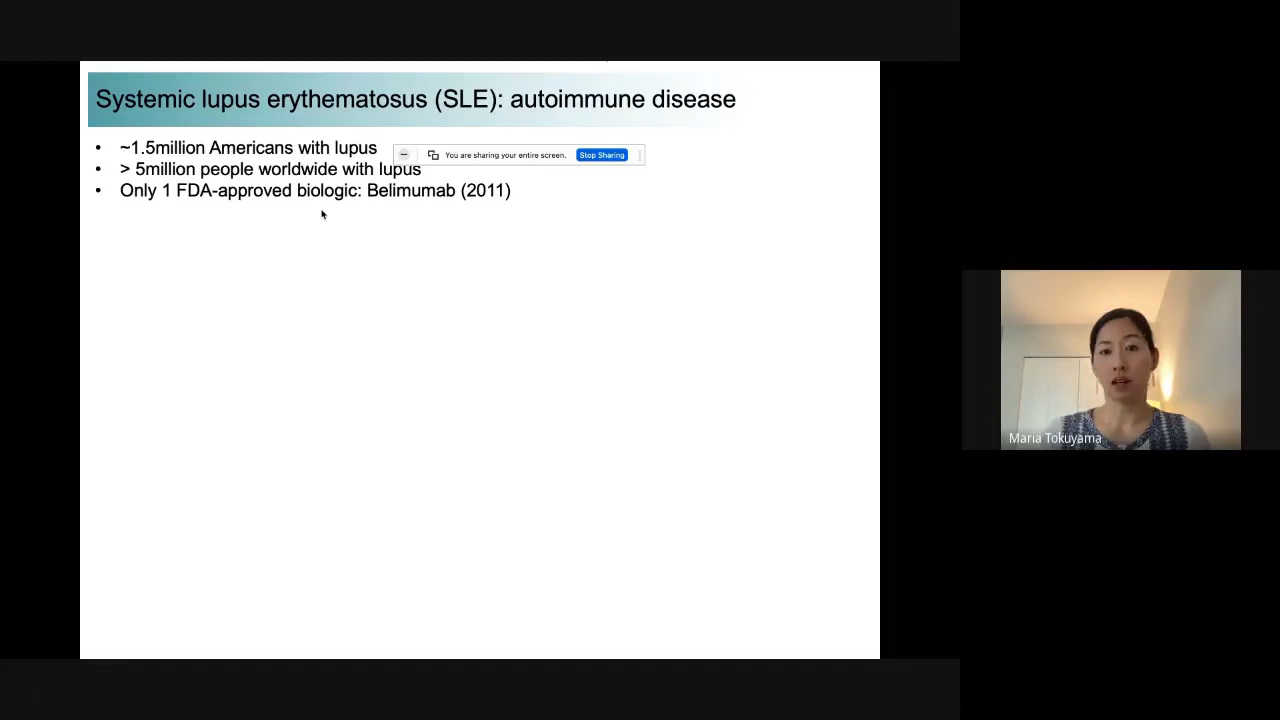 Systemic lupus erythematosus (SLE): autoimmune disease
• ~1.5million Americans with lupus
You are sharing your entire screen. Stop Sharing
• > 5million people worldwide with lupus
• Only 1 FDA-approved biologic: Belimumab (2011)
Maria Tokuyama